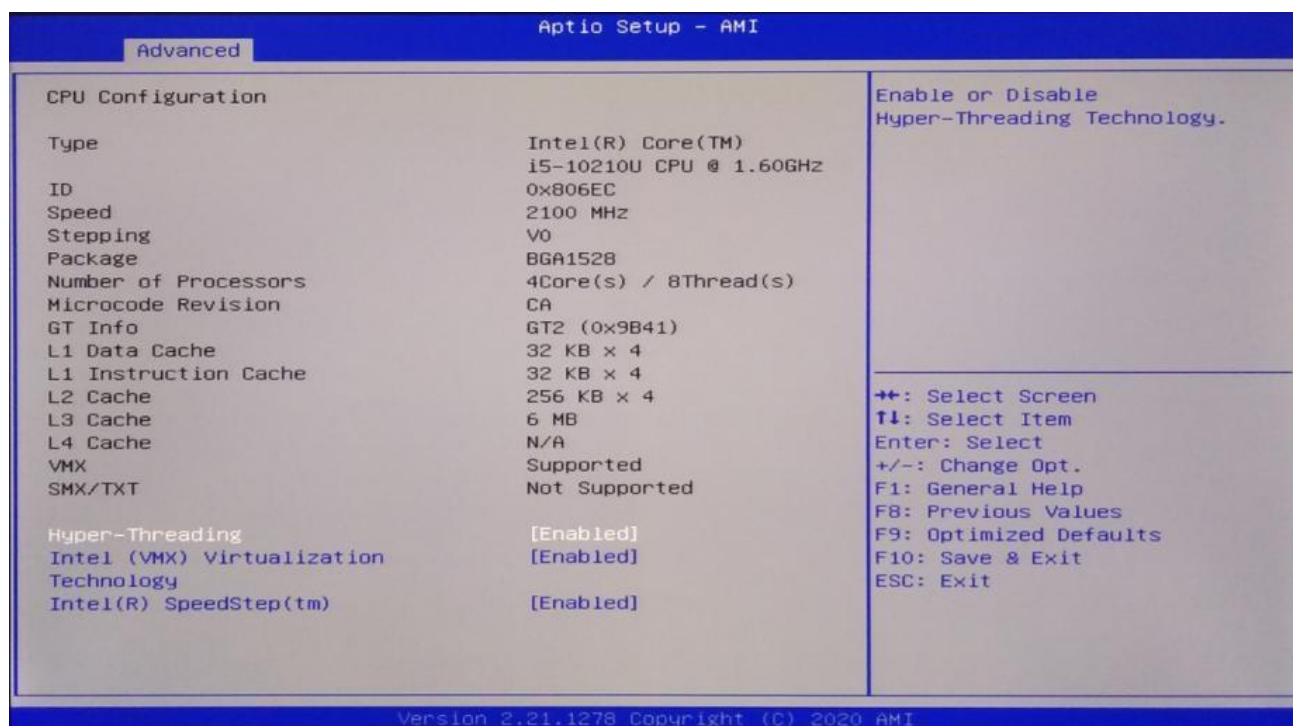 Aptio Setup – AMI
Advanced
CPU Configuration
Type Intel(R) Core(TM)
i5-10210U CPU @ 1.60GHz
ID 0x806EC
Speed 2100 MHz
Stepping V0
Package BGA1528
Number of Processors 4Core(s) / 8Thread(s)
Microcode Revision CA
GT Info GT2 (0x9B41)
L1 Data Cache 32 KB x 4
L1 Instruction Cache 32 KB x 4
L2 Cache 256 KB x 4
L3 Cache 6 MB
L4 Cache N/A
VMX Supported
SMX/TXT Not Supported
Hyper-Threading [Enabled]
Intel (VMX) Virtualization [Enabled]
Technology
Intel(R) SpeedStep(tm) [Enabled]
Enable or Disable
Hyper-Threading Technology.
→←: Select Screen
↑↓: Select Item
Enter: Select
+/-: Change Opt.
F1: General Help
F8: Previous Values
F9: Optimized Defaults
F10: Save & Exit
ESC: Exit
Version 2.21.1278 Copyright (C) 2020 AMI